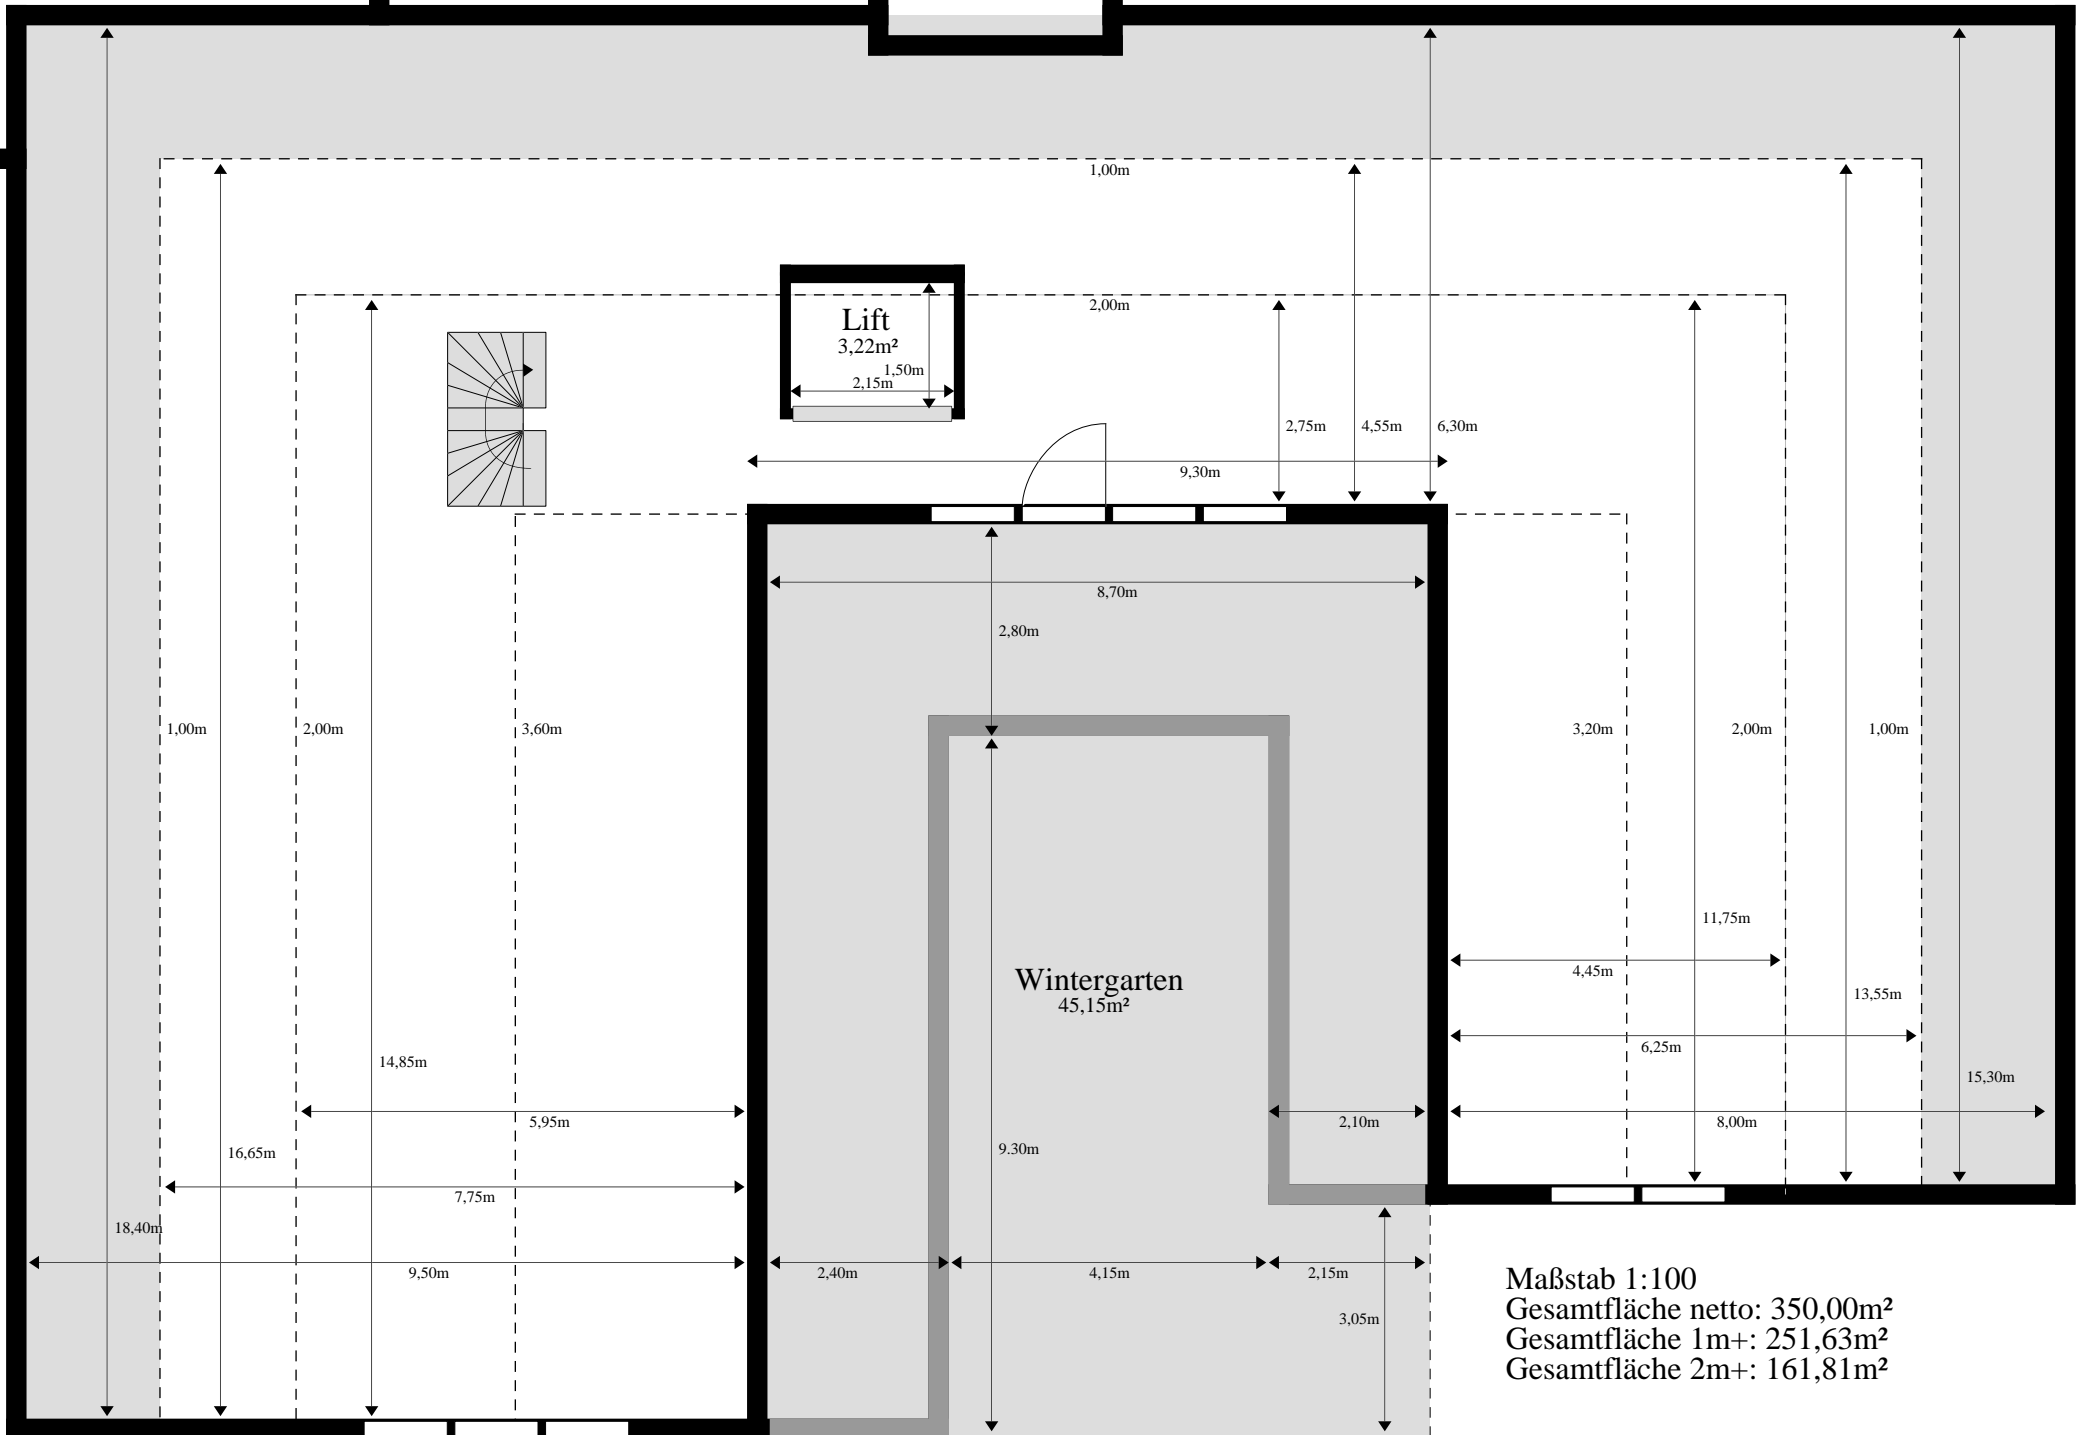 1,00m
2,00m
Lift
3,22m²
1,50m
2,15m
2,75m
4,55m
6,30m
9,30m
8,70m
2,80m
1,00m
2,00m
3,60m
3,20m
2,00m
1,00m
11,75m
4,45m
Wintergarten
45,15m²
13,55m
6,25m
14,85m
15,30m
5,95m
2,10m
8,00m
16,65m
9.30m
7,75m
18,40m
9,50m
2,40m
4,15m
2,15m
3,05m
Maßstab 1:100
Gesamtfläche netto: 350,00m²
Gesamtfläche 1m+: 251,63m²
Gesamtfläche 2m+: 161,81m²